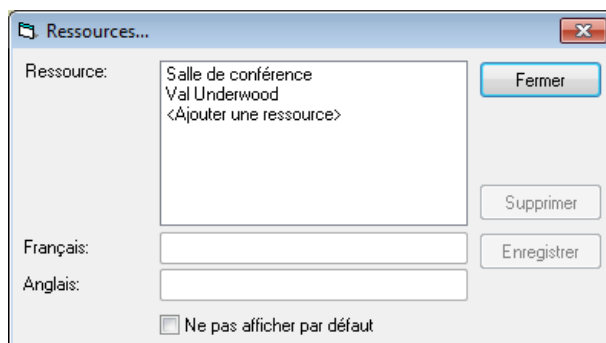 Ressources...
Ressource:
Salle de conférence
Val Underwood
<Ajouter une ressource>
Fermer
Supprimer
Français:
Enregistrer
Anglais:
Ne pas afficher par défaut